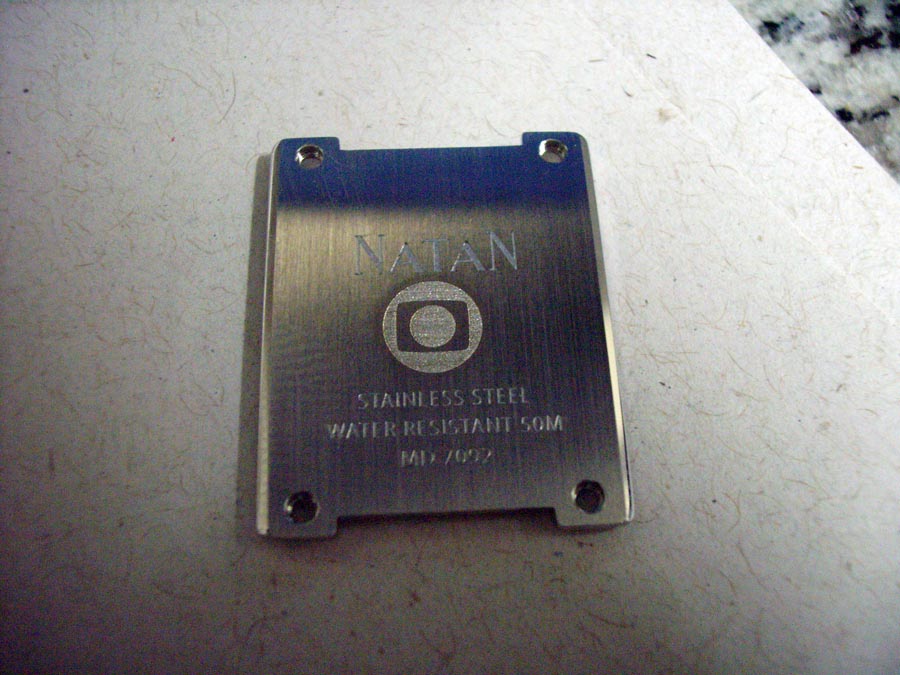 NATAN
STAINLESS STEEL
WATER RESISTANT 50M
MD 7092